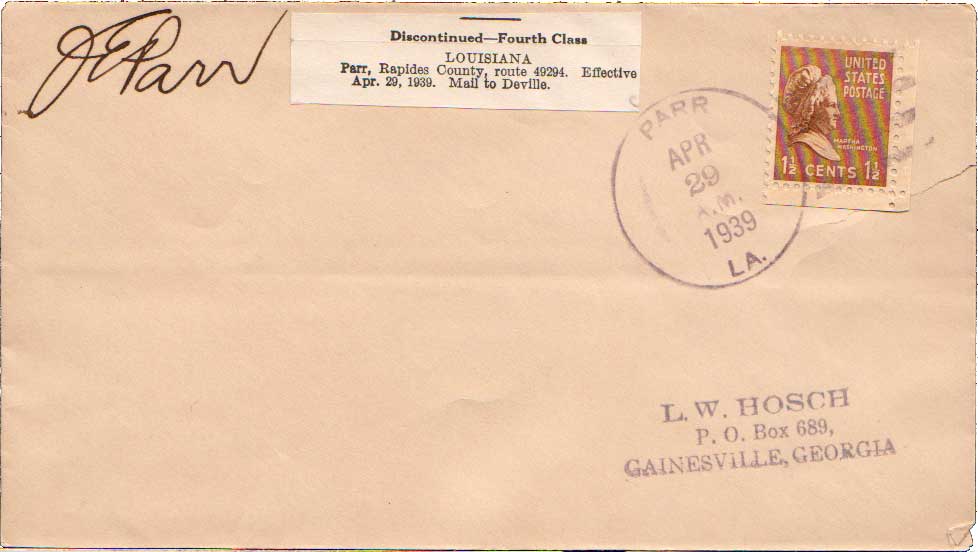 J E Parr
Discontinued—Fourth Class
LOUISIANA
Parr, Rapides County, route 49294. Effective
Apr. 29, 1939. Mail to Deville.
UNITED
STATES
POSTAGE
MARTHA
WASHINGTON
1½ CENTS 1½
PARR
APR
29
A.M.
1939
LA.
L. W. HOSCH
P. O. Box 689,
GAINESVILLE, GEORGIA